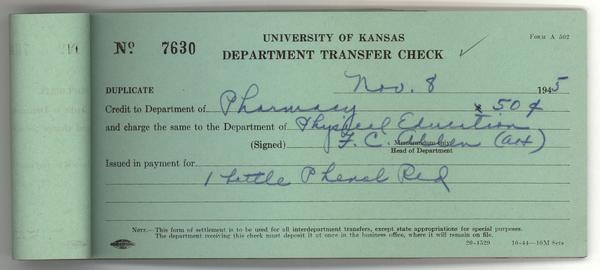 UNIVERSITY OF KANSAS
FORM A 502
No. 7630
DEPARTMENT TRANSFER CHECK
DUPLICATE
Nov. 8 1945
Credit to Department of Pharmacy $ 50¢
and charge the same to the Department of Physical Education
(Signed) F. C. Allen
Head of Department
Issued in payment for
1 bottle Phenol Red
NOTE.—This form of settlement is to be used for all interdepartment transfers, except state appropriations for special purposes.
The department receiving this check must deposit it at once in the business office, where it will remain on file.
20-1529 10-44—10M Sets